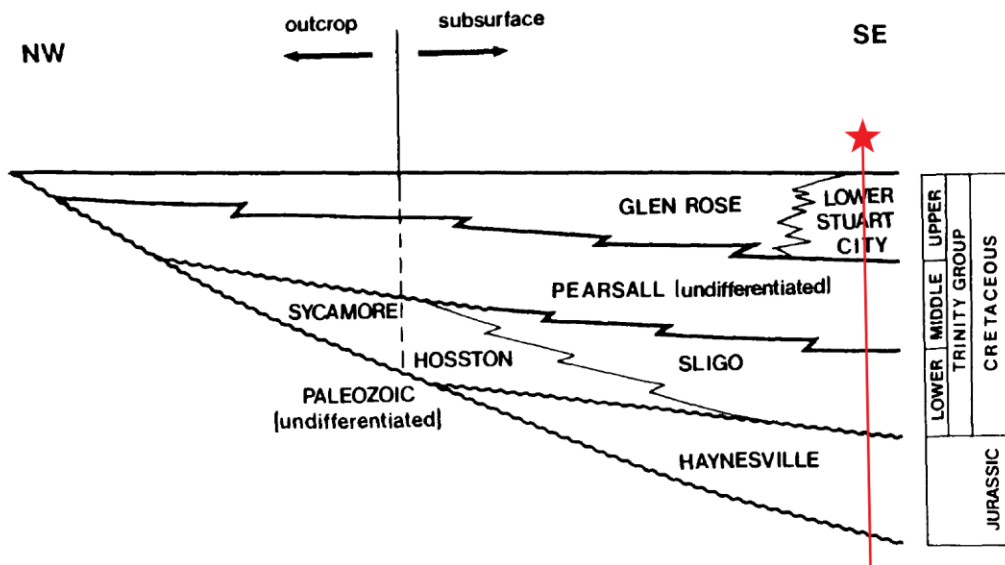 outcrop
subsurface
NW
SE
GLEN ROSE
LOWER
STUART
CITY
PEARSALL (undifferentiated)
SYCAMORE
HOSSTON
SLIGO
PALEOZOIC
(undifferentiated)
HAYNESVILLE
UPPER
MIDDLE
LOWER
TRINITY GROUP
CRETACEOUS
JURASSIC